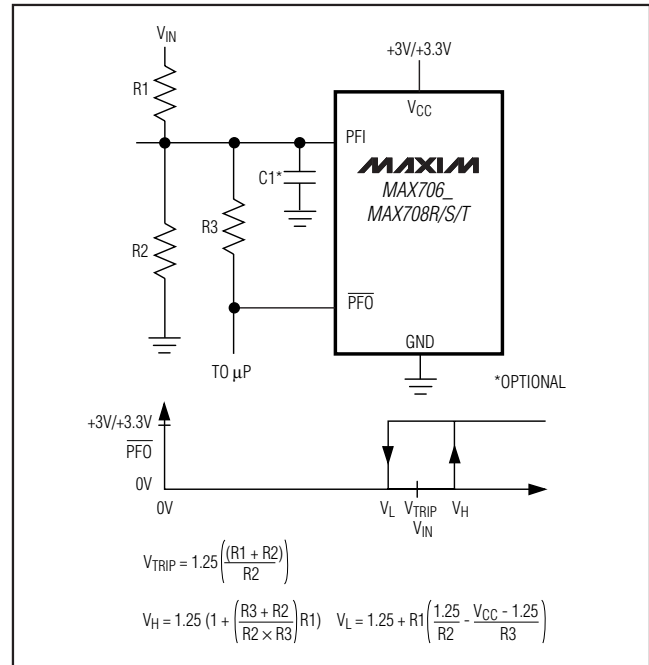 VIN
+3V/+3.3V
R1
VCC
PFI
MAXIM
C1*
MAX706_
MAX708R/S/T
R3
R2
PFO
GND
TO μP
*OPTIONAL
+3V/+3.3V
PFO
0V
0V
VL
VTRIP
VH
VIN
VTRIP = 1.25((R1 + R2)/R2)
VH = 1.25 (1 + ((R3 + R2)/(R2 × R3))R1) VL = 1.25 + R1(1.25/R2 - (VCC - 1.25)/R3)